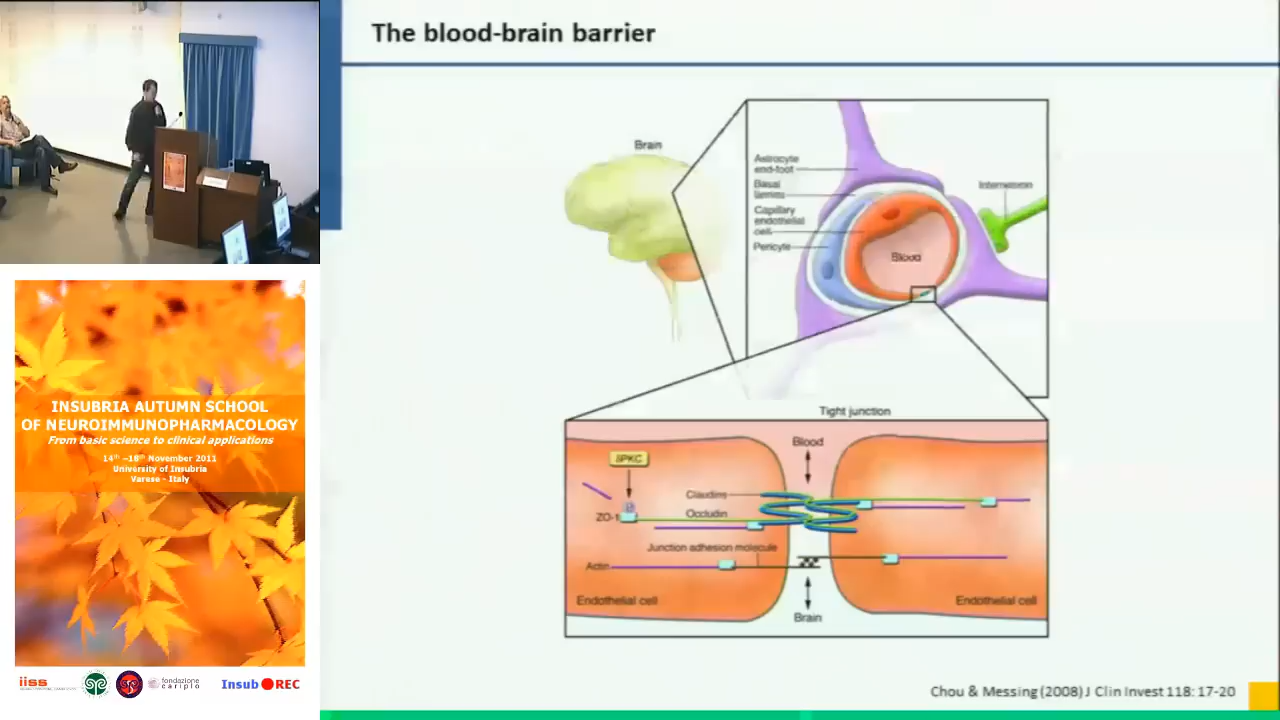 The blood-brain barrier
Brain
Astrocyte
end-foot
Basal
lamina
Capillary
endothelial
cell
Pericyte
Blood
Interneuron
Tight junction
Blood
δPKC
Claudins
ZO-1
Occludin
Junction adhesion molecule
Actin
Endothelial cell
Endothelial cell
Brain
Chou & Messing (2008) J Clin Invest 118: 17-20
INSUBRIA AUTUMN SCHOOL
OF NEUROIMMUNOPHARMACOLOGY
From basic science to clinical applications
14th –18th November 2011
University of Insubria
Varese - Italy
iiss
fondazione
cariplo
Insub REC